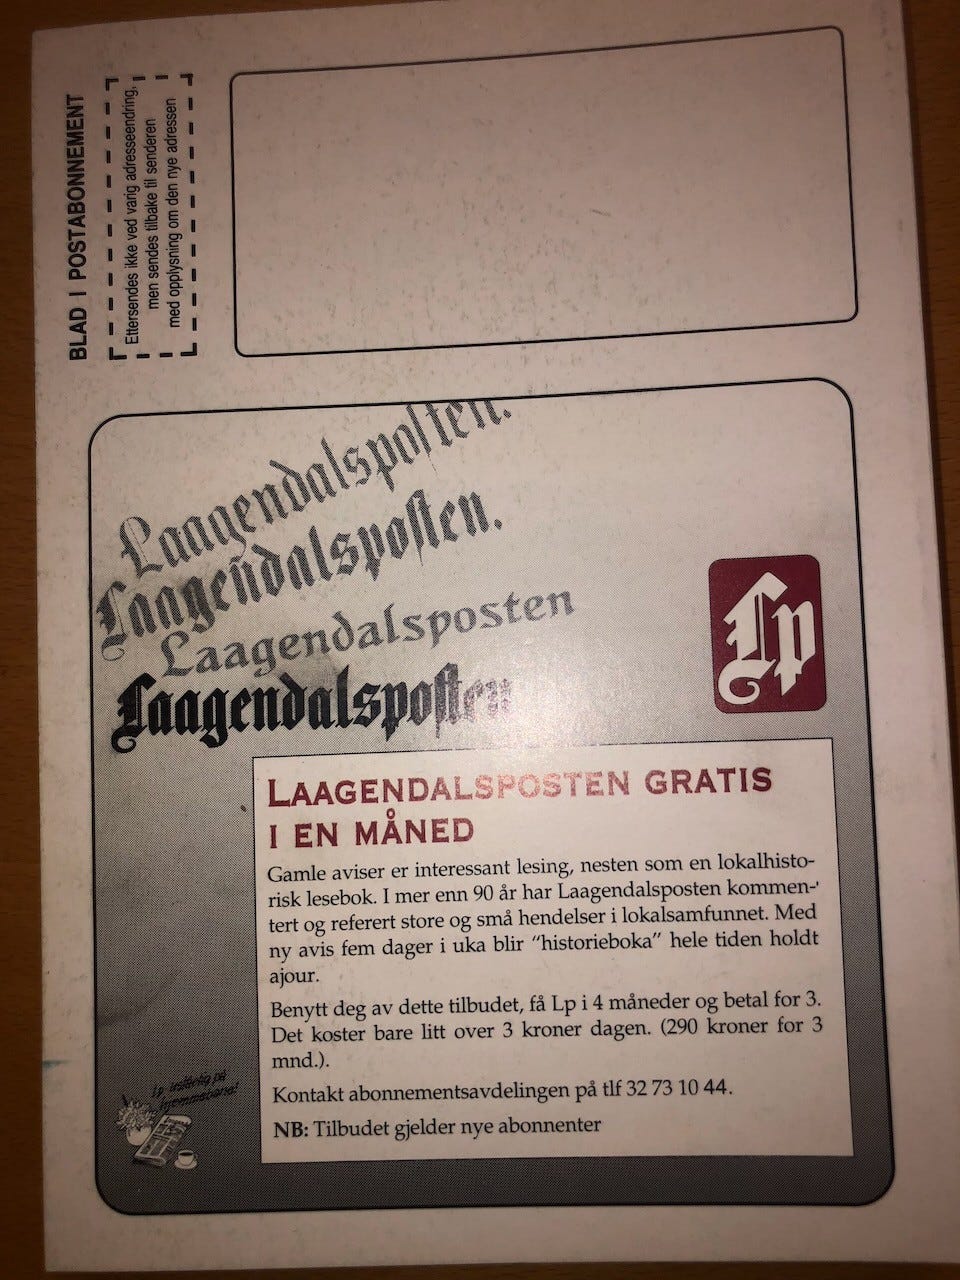 BLAD I POSTABONNEMENT
Ettersendes ikke ved varig adresseendring,
men sendes tilbake til senderen
med opplysning om den nye adressen
Laagendalsposten.
Laagendalsposten.
Laagendalsposten
Laagendalsposten
Lp
LAAGENDALSPOSTEN GRATIS
I EN MÅNED
Gamle aviser er interessant lesing, nesten som en lokalhisto-
risk lesebok. I mer enn 90 år har Laagendalsposten kommen-
tert og referert store og små hendelser i lokalsamfunnet. Med
ny avis fem dager i uka blir “historieboka” hele tiden holdt
ajour.
Benytt deg av dette tilbudet, få Lp i 4 måneder og betal for 3.
Det koster bare litt over 3 kroner dagen. (290 kroner for 3
mnd.).
Kontakt abonnementsavdelingen på tlf 32 73 10 44.
NB: Tilbudet gjelder nye abonnenter
Lp, inderlig på
hjemmebane!